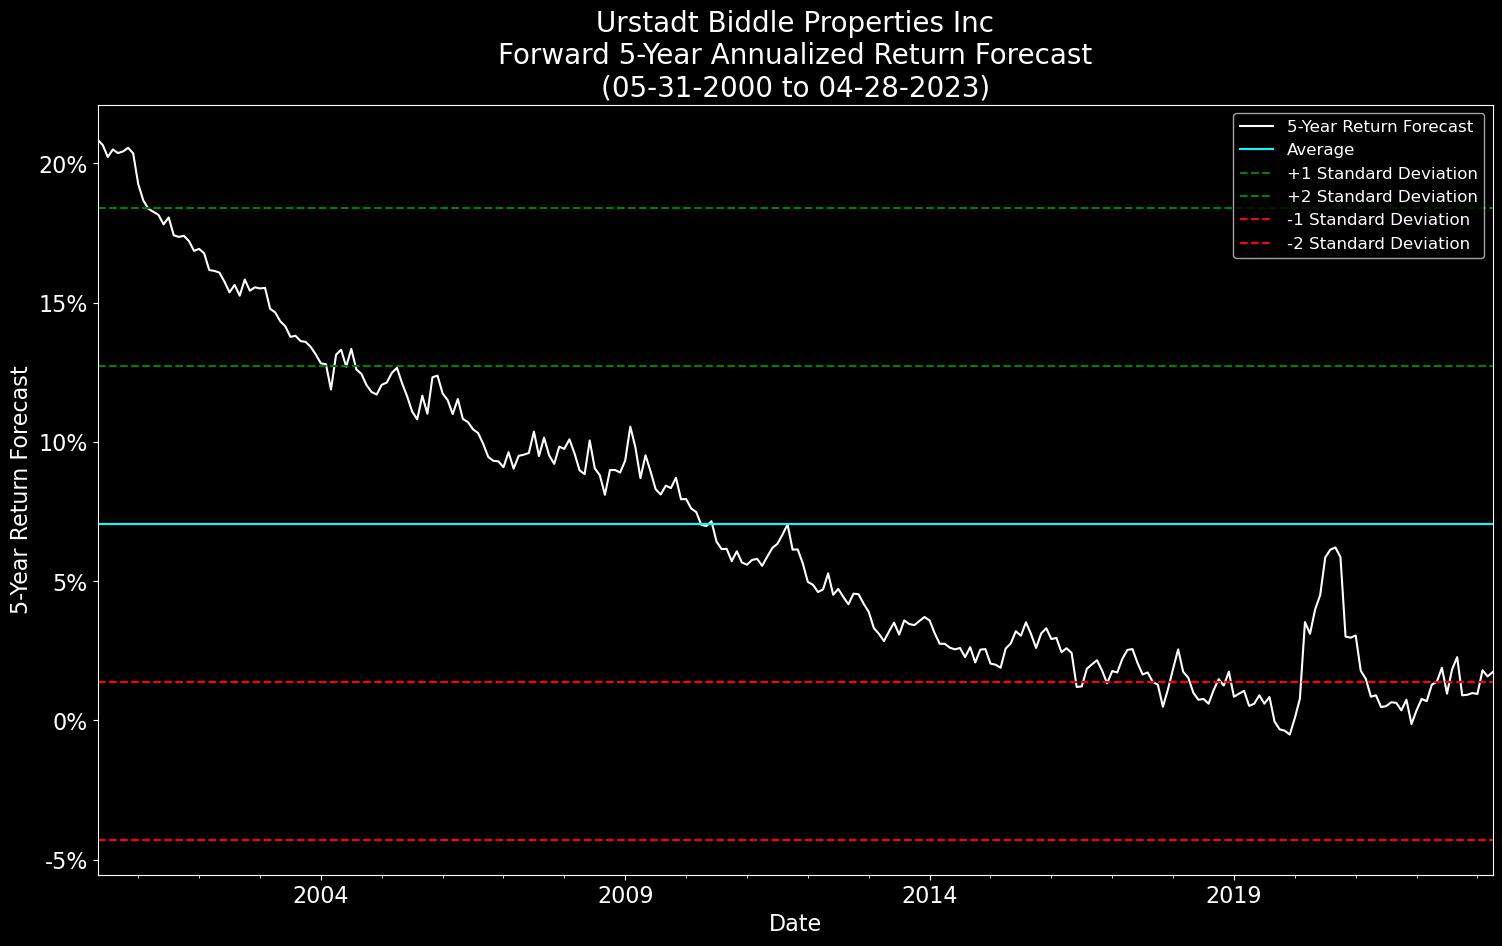 Urstadt Biddle Properties Inc
Forward 5-Year Annualized Return Forecast
(05-31-2000 to 04-28-2023)
5-Year Return Forecast
Average
+1 Standard Deviation
+2 Standard Deviation
-1 Standard Deviation
-2 Standard Deviation
5-Year Return Forecast
20%
15%
10%
5%
0%
-5%
2004
2009
2014
2019
Date